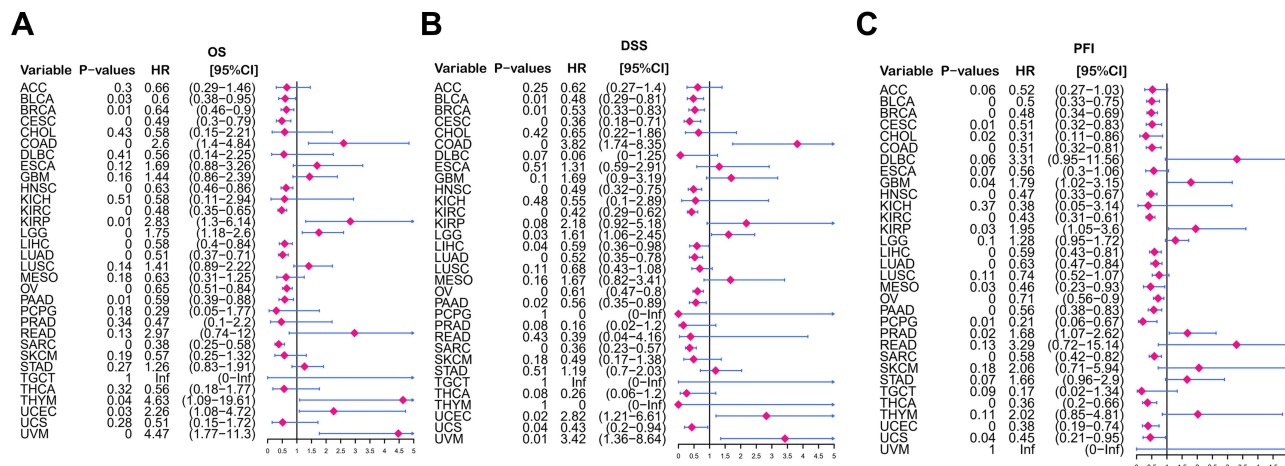 A
OS
Variable P−values HR [95%CI]
ACC 0.3 0.66 (0.29−1.46)
BLCA 0.03 0.6 (0.38−0.95)
BRCA 0.01 0.64 (0.46−0.9)
CESC 0 0.49 (0.3−0.79)
CHOL 0.43 0.58 (0.15−2.21)
COAD 0 2.6 (1.4−4.84)
DLBC 0.41 0.56 (0.14−2.25)
ESCA 0.12 1.69 (0.88−3.26)
GBM 0.16 1.44 (0.86−2.39)
HNSC 0 0.63 (0.46−0.86)
KICH 0.51 0.58 (0.11−2.94)
KIRC 0 0.48 (0.35−0.65)
KIRP 0.01 2.83 (1.3−6.14)
LGG 0 1.75 (1.18−2.6)
LIHC 0 0.58 (0.4−0.84)
LUAD 0 0.51 (0.37−0.71)
LUSC 0.14 1.41 (0.89−2.22)
MESO 0.18 0.63 (0.31−1.25)
OV 0 0.65 (0.51−0.84)
PAAD 0.01 0.59 (0.39−0.88)
PCPG 0.18 0.29 (0.05−1.77)
PRAD 0.34 0.47 (0.1−2.2)
READ 0.13 2.97 (0.74−12)
SARC 0 0.38 (0.25−0.58)
SKCM 0.19 0.57 (0.25−1.32)
STAD 0.27 1.26 (0.83−1.91)
TGCT 1 Inf (0−Inf)
THCA 0.32 0.56 (0.18−1.77)
THYM 0.04 4.63 (1.09−19.61)
UCEC 0.03 2.26 (1.08−4.72)
UCS 0.28 0.51 (0.15−1.72)
UVM 0 4.47 (1.77−11.3)
0 0.5 1 1.5 2 2.5 3 3.5 4 4.5 5
B
DSS
Variable P−values HR [95%CI]
ACC 0.25 0.62 (0.27−1.4)
BLCA 0.01 0.48 (0.29−0.81)
BRCA 0.01 0.53 (0.33−0.83)
CESC 0 0.36 (0.18−0.71)
CHOL 0.42 0.65 (0.22−1.86)
COAD 0 3.82 (1.74−8.35)
DLBC 0.07 0.06 (0−1.25)
ESCA 0.51 1.31 (0.59−2.91)
GBM 0.1 1.69 (0.9−3.19)
HNSC 0 0.49 (0.32−0.75)
KICH 0.48 0.55 (0.1−2.89)
KIRC 0 0.42 (0.29−0.62)
KIRP 0.08 2.18 (0.92−5.18)
LGG 0.03 1.61 (1.06−2.45)
LIHC 0.04 0.59 (0.36−0.98)
LUAD 0 0.52 (0.35−0.78)
LUSC 0.11 0.68 (0.43−1.08)
MESO 0.16 1.67 (0.82−3.41)
OV 0 0.61 (0.47−0.8)
PAAD 0.02 0.56 (0.35−0.89)
PCPG 1 0 (0−Inf)
PRAD 0.08 0.16 (0.02−1.2)
READ 0.43 0.39 (0.04−4.16)
SARC 0 0.36 (0.23−0.57)
SKCM 0.18 0.49 (0.17−1.38)
STAD 0.51 1.19 (0.7−2.03)
TGCT 1 Inf (0−Inf)
THCA 0.08 0.26 (0.06−1.2)
THYM 1 0 (0−Inf)
UCEC 0.02 2.82 (1.21−6.61)
UCS 0.04 0.43 (0.2−0.94)
UVM 0.01 3.42 (1.36−8.64)
0 0.5 1 1.5 2 2.5 3 3.5 4 4.5 5
C
PFI
Variable P−values HR [95%CI]
ACC 0.06 0.52 (0.27−1.03)
BLCA 0 0.5 (0.33−0.75)
BRCA 0 0.48 (0.34−0.69)
CESC 0.01 0.51 (0.32−0.83)
CHOL 0.02 0.31 (0.11−0.86)
COAD 0 0.51 (0.32−0.81)
DLBC 0.06 3.31 (0.95−11.56)
ESCA 0.07 0.56 (0.3−1.06)
GBM 0.04 1.79 (1.02−3.15)
HNSC 0 0.47 (0.33−0.67)
KICH 0.37 0.38 (0.05−3.14)
KIRC 0 0.43 (0.31−0.61)
KIRP 0.03 1.95 (1.05−3.6)
LGG 0.1 1.28 (0.95−1.72)
LIHC 0 0.59 (0.43−0.81)
LUAD 0 0.63 (0.47−0.84)
LUSC 0.11 0.74 (0.52−1.07)
MESO 0.03 0.46 (0.23−0.93)
OV 0 0.71 (0.56−0.9)
PAAD 0 0.56 (0.38−0.83)
PCPG 0.01 0.21 (0.06−0.67)
PRAD 0.02 1.68 (1.07−2.62)
READ 0.13 3.29 (0.72−15.14)
SARC 0 0.58 (0.42−0.82)
SKCM 0.18 2.06 (0.71−5.94)
STAD 0.07 1.66 (0.96−2.9)
TGCT 0.09 0.17 (0.02−1.34)
THCA 0 0.36 (0.2−0.66)
THYM 0.11 2.02 (0.85−4.81)
UCEC 0 0.38 (0.19−0.74)
UCS 0.04 0.45 (0.21−0.95)
UVM 1 Inf (0−Inf)
0 0.5 1 1.5 2 2.5 3 3.5 4 4.5 5